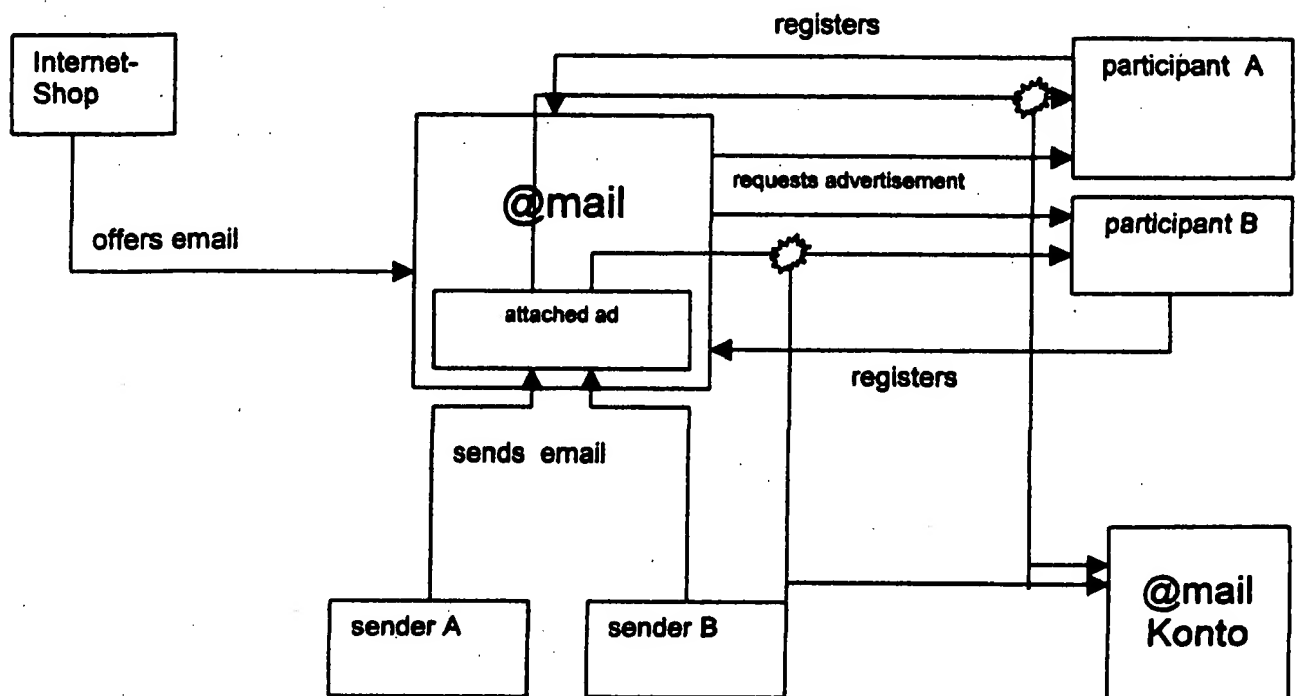 registers
Internet-
Shop
participant A
@mail
requests advertisement
participant B
offers email
attached ad
registers
sends email
sender A
sender B
@mail
Konto